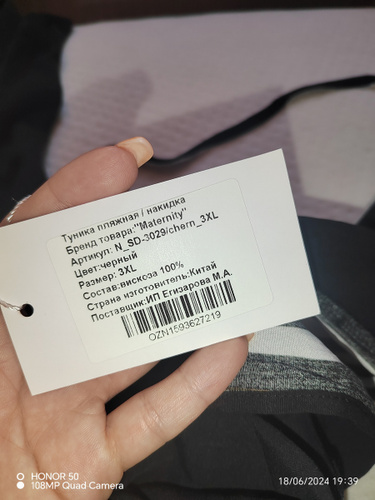 Туника пляжная / накидка
Бренд товара:"Maternity"
Артикул: N_SD-3029/chern_3XL
Цвет:черный
Размер: 3XL
Состав:вискоза 100%
Страна изготовитель:Китай
Поставщик:ИП Егизарова М.А.
OZN1593627219
HONOR 50
108MP Quad Camera
18/06/2024 19:39